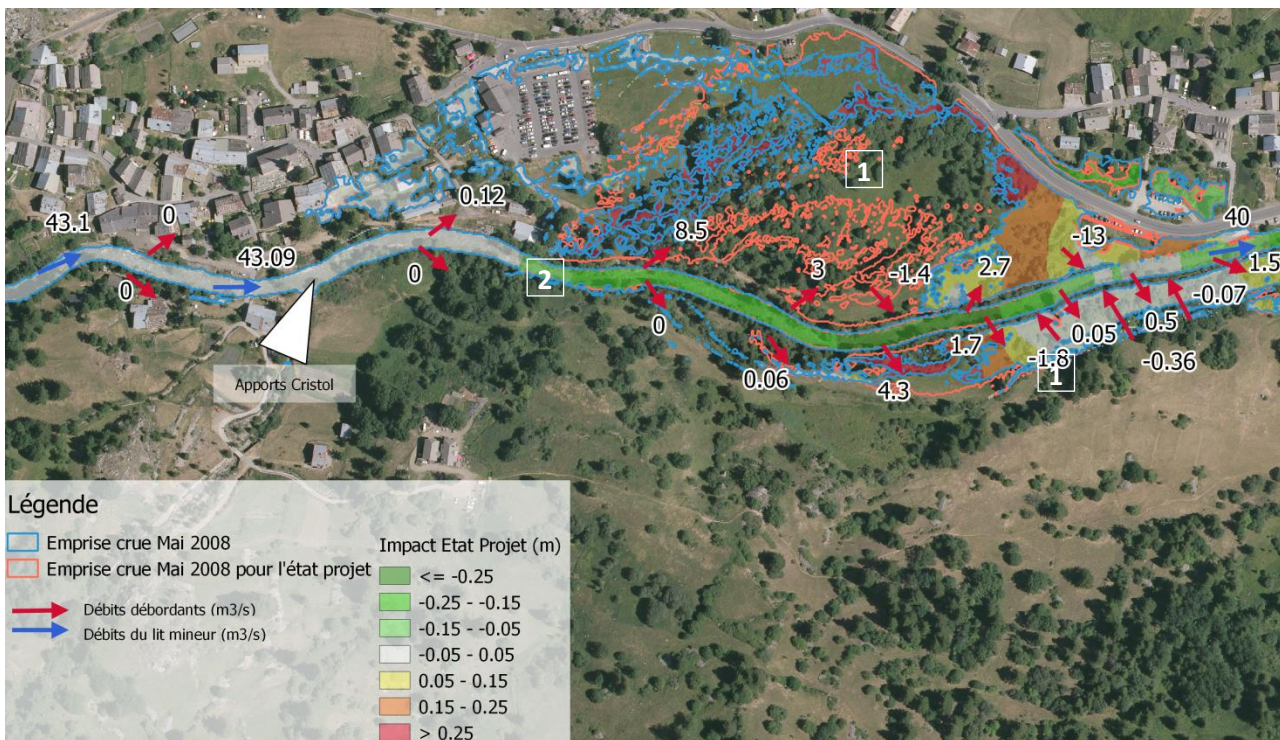 1
0.12
43.1
0
8.5
40
-13
43.09
0
3
-1.4
2.7
1.5
2
0
-0.07
0
0.05
0.5
0.06
1.7
-1.8
-0.36
1
4.3
Apports Cristol
Légende
Emprise crue Mai 2008
Emprise crue Mai 2008 pour l'état projet
Débits débordants (m3/s)
Débits du lit mineur (m3/s)
Impact Etat Projet (m)
<= -0.25
-0.25 - -0.15
-0.15 - -0.05
-0.05 - 0.05
0.05 - 0.15
0.15 - 0.25
> 0.25